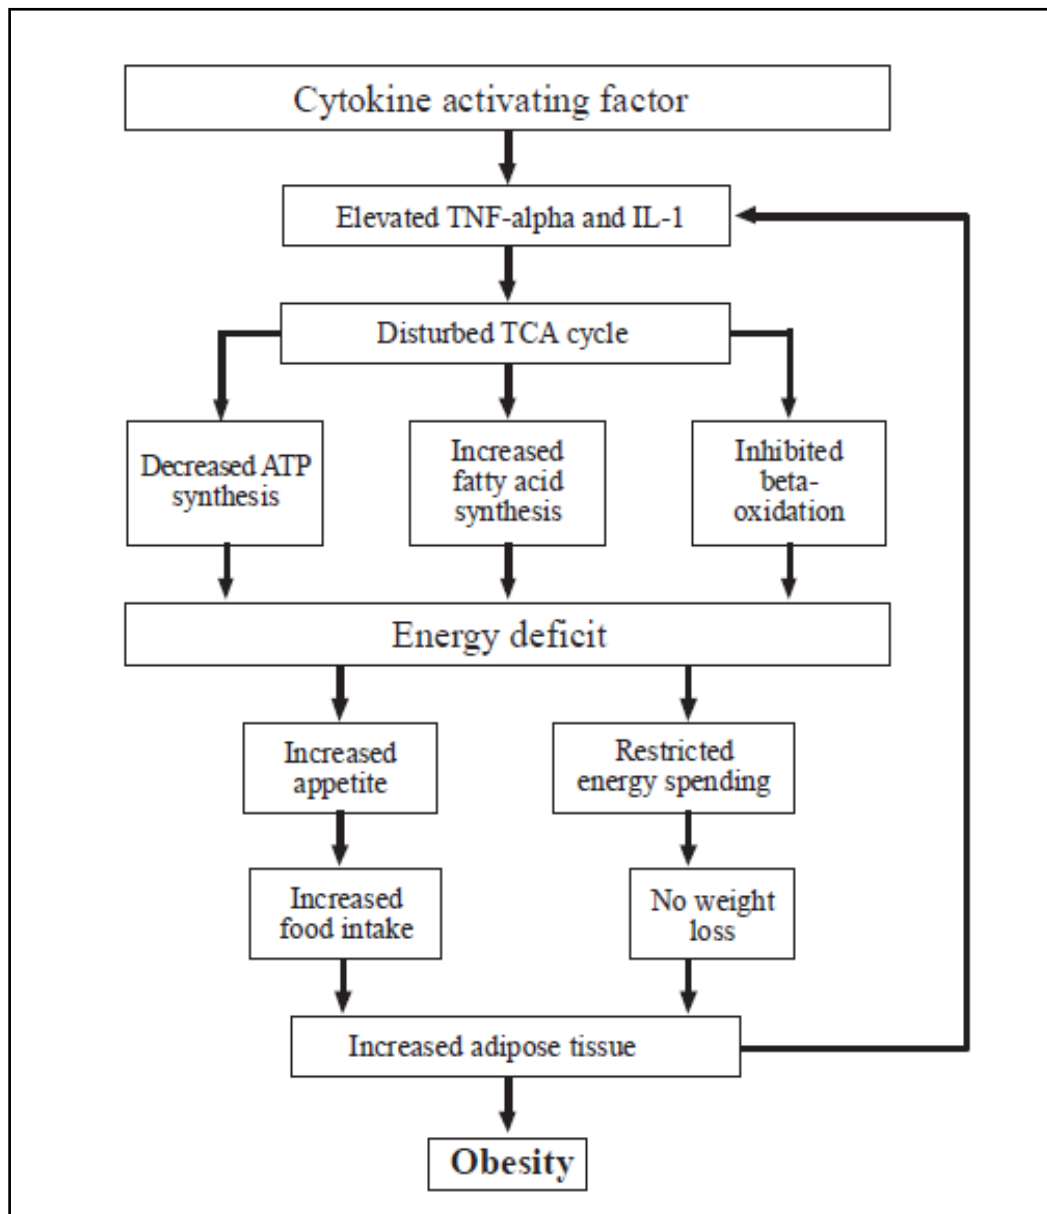 Cytokine activating factor
Elevated TNF-alpha and IL-1
Disturbed TCA cycle
Decreased ATP
synthesis
Increased
fatty acid
synthesis
Inhibited
beta-
oxidation
Energy deficit
Increased
appetite
Restricted
energy spending
Increased
food intake
No weight
loss
Increased adipose tissue
Obesity